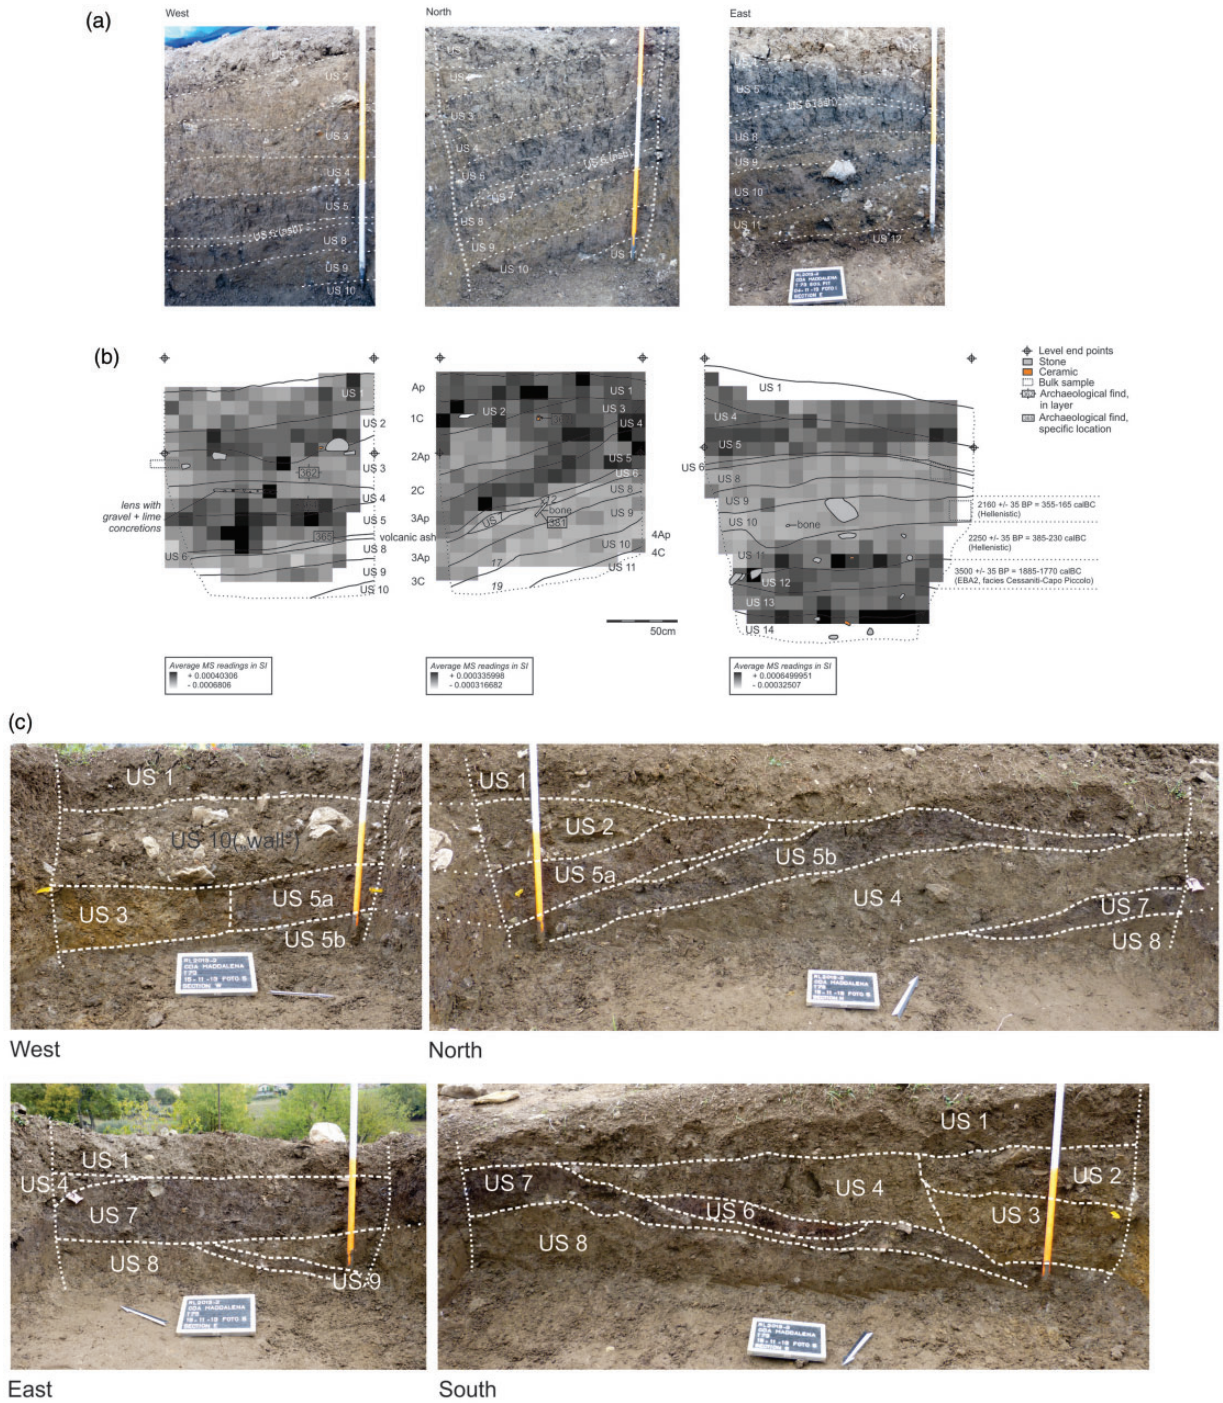 (a)
West
North
East
US 1
US 2
US 3
US 4
US 5
US 6 (ash)
US 8
US 9
US 10
US 3
US 4
US 6 (ash)
US 5
US 7
US 8
US 9
US 10
US 5
US 8
US 9
US 10
US 11
US 12
RL2019-4
SECTION E
(b)
Level end points
Stone
Ceramic
Bulk sample
Archaeological find,
in layer
Archaeological find,
specific location
US 1
US 2
US 3
US 4
US 5
US 6
US 8
US 9
US 10
362
365
lens with
gravel + lime
concretions
Ap
1C
2Ap
2C
3Ap
volcanic ash
3Ap
3C
US 1
US 2
US 3
US 4
US 5
US 6
US 7
US 8
US 9
US 10
US 11
12
bone
381
17
19
4Ap
4C
US 1
US 4
US 5
US 6
US 8
US 9
US 10
bone
US 11
US 12
US 13
US 14
2160 +/- 35 BP = 355-165 calBC
(Hellenistic)
2250 +/- 35 BP = 385-230 calBC
(Hellenistic)
3500 +/- 35 BP = 1885-1770 calBC
(EBA2, facies Cessaniti-Capo Piccolo)
50cm
Average MS readings in SI
+ 0.00040306
- 0.0006806
Average MS readings in SI
+ 0.000335998
- 0.000316682
Average MS readings in SI
+ 0.0006499951
- 0.00032507
(c)
US 1
US 10(, wall-)
US 3
US 5a
US 5b
SECTION W
West
US 1
US 2
US 5a
US 5b
US 4
US 7
US 8
North
US 1
US 4
US 7
US 8
US 9
SECTION E
East
US 1
US 7
US 4
US 2
US 6
US 3
US 8
South